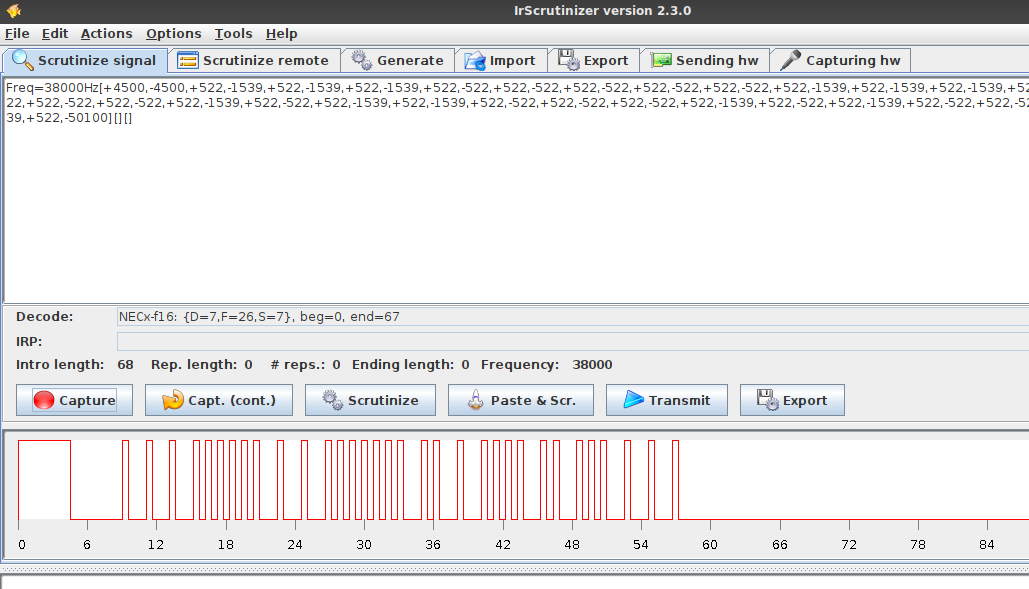 IrScrutinizer version 2.3.0
File Edit Actions Options Tools Help
Scrutinize signal Scrutinize remote Generate Import Export Sending hw Capturing hw
Freq=38000Hz[+4500,-4500,+522,-1539,+522,-1539,+522,-1539,+522,-522,+522,-522,+522,-522,+522,-522,+522,-522,+522,-1539,+522,-1539,+522,-1539,+52
22,+522,-522,+522,-522,+522,-1539,+522,-522,+522,-1539,+522,-1539,+522,-522,+522,-522,+522,-522,+522,-1539,+522,-522,+522,-1539,+522,-522,+522,-5
39,+522,-50100][][]
Decode: NECx-f16: {D=7,F=26,S=7}, beg=0, end=67
IRP:
Intro length: 68 Rep. length: 0 # reps.: 0 Ending length: 0 Frequency: 38000
Capture Capt. (cont.) Scrutinize Paste & Scr. Transmit Export
0 6 12 18 24 30 36 42 48 54 60 66 72 78 84